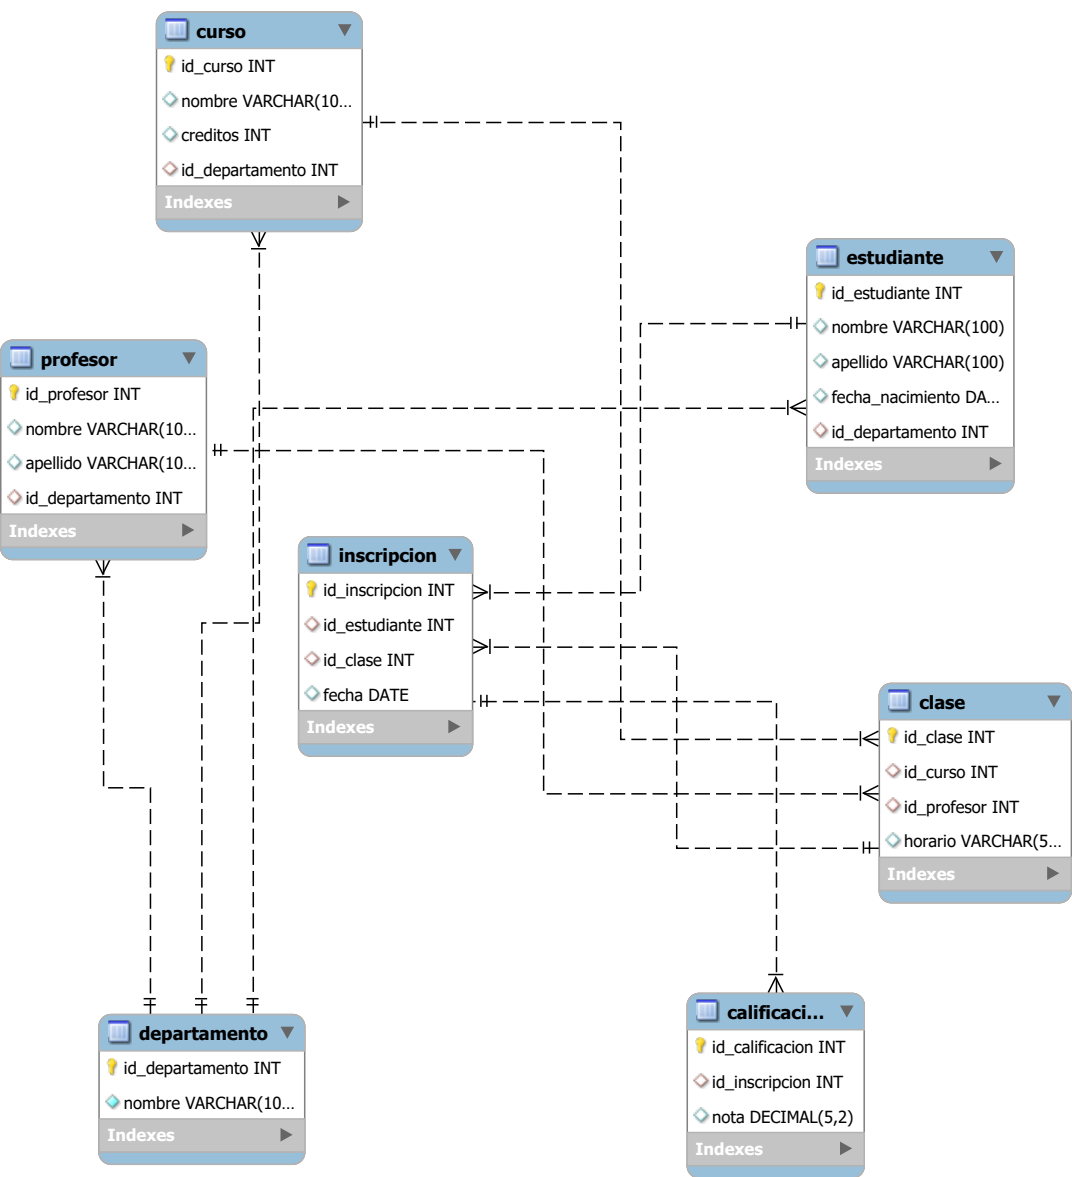 curso
id_curso INT
nombre VARCHAR(10...
creditos INT
id_departamento INT
Indexes
estudiante
id_estudiante INT
nombre VARCHAR(100)
apellido VARCHAR(100)
fecha_nacimiento DA...
id_departamento INT
Indexes
profesor
id_profesor INT
nombre VARCHAR(10...
apellido VARCHAR(10...
id_departamento INT
Indexes
inscripcion
id_inscripcion INT
id_estudiante INT
id_clase INT
fecha DATE
Indexes
clase
id_clase INT
id_curso INT
id_profesor INT
horario VARCHAR(5...
Indexes
departamento
id_departamento INT
nombre VARCHAR(10...
Indexes
calificaci...
id_calificacion INT
id_inscripcion INT
nota DECIMAL(5,2)
Indexes